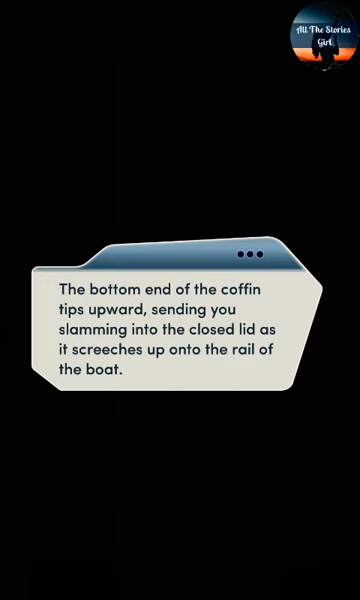 All The Stories
Girl
The bottom end of the coffin
tips upward, sending you
slamming into the closed lid as
it screeches up onto the rail of
the boat.